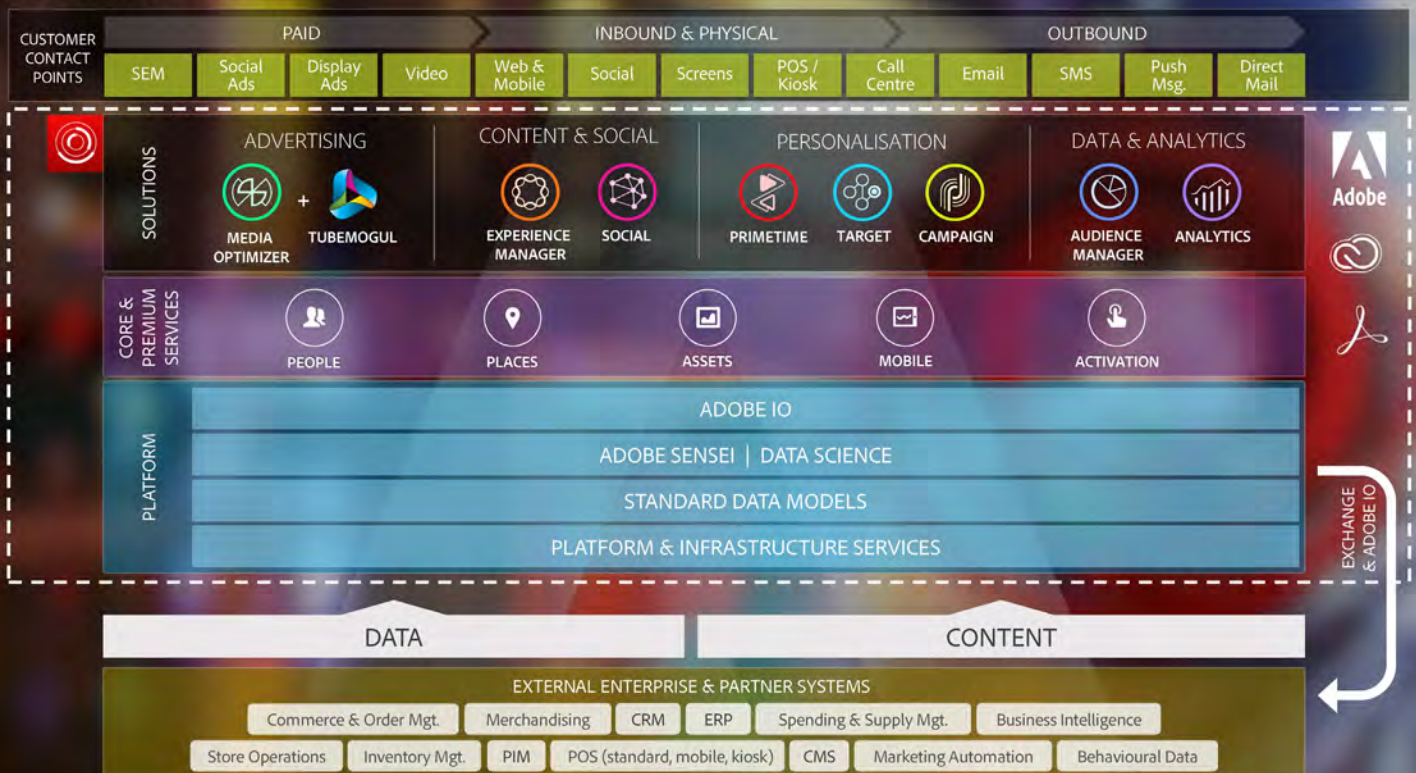 CUSTOMER
CONTACT
POINTS
PAID
INBOUND & PHYSICAL
OUTBOUND
SEM
Social
Ads
Display
Ads
Video
Web &
Mobile
Social
Screens
POS /
Kiosk
Call
Centre
Email
SMS
Push
Msg.
Direct
Mail
SOLUTIONS
ADVERTISING
CONTENT & SOCIAL
PERSONALISATION
DATA & ANALYTICS
+
MEDIA
OPTIMIZER
TUBEMOGUL
EXPERIENCE
MANAGER
SOCIAL
PRIMETIME
TARGET
CAMPAIGN
AUDIENCE
MANAGER
ANALYTICS
Adobe
CORE &
PREMIUM
SERVICES
PEOPLE
PLACES
ASSETS
MOBILE
ACTIVATION
PLATFORM
ADOBE IO
ADOBE SENSEI | DATA SCIENCE
STANDARD DATA MODELS
PLATFORM & INFRASTRUCTURE SERVICES
EXCHANGE
& ADOBE IO
DATA
CONTENT
EXTERNAL ENTERPRISE & PARTNER SYSTEMS
Commerce & Order Mgt.
Merchandising
CRM
ERP
Spending & Supply Mgt.
Business Intelligence
Store Operations
Inventory Mgt.
PIM
POS (standard, mobile, kiosk)
CMS
Marketing Automation
Behavioural Data